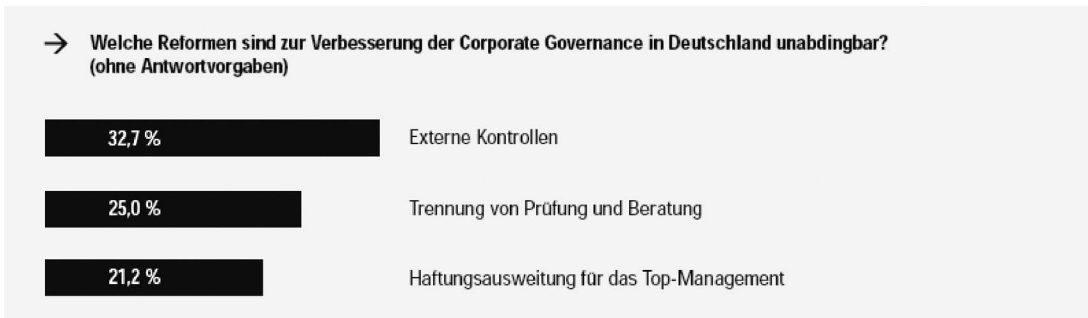 → Welche Reformen sind zur Verbesserung der Corporate Governance in Deutschland unabdingbar?
(ohne Antwortvorgaben)
32,7 % Externe Kontrollen
25,0 % Trennung von Prüfung und Beratung
21,2 % Haftungsausweitung für das Top-Management